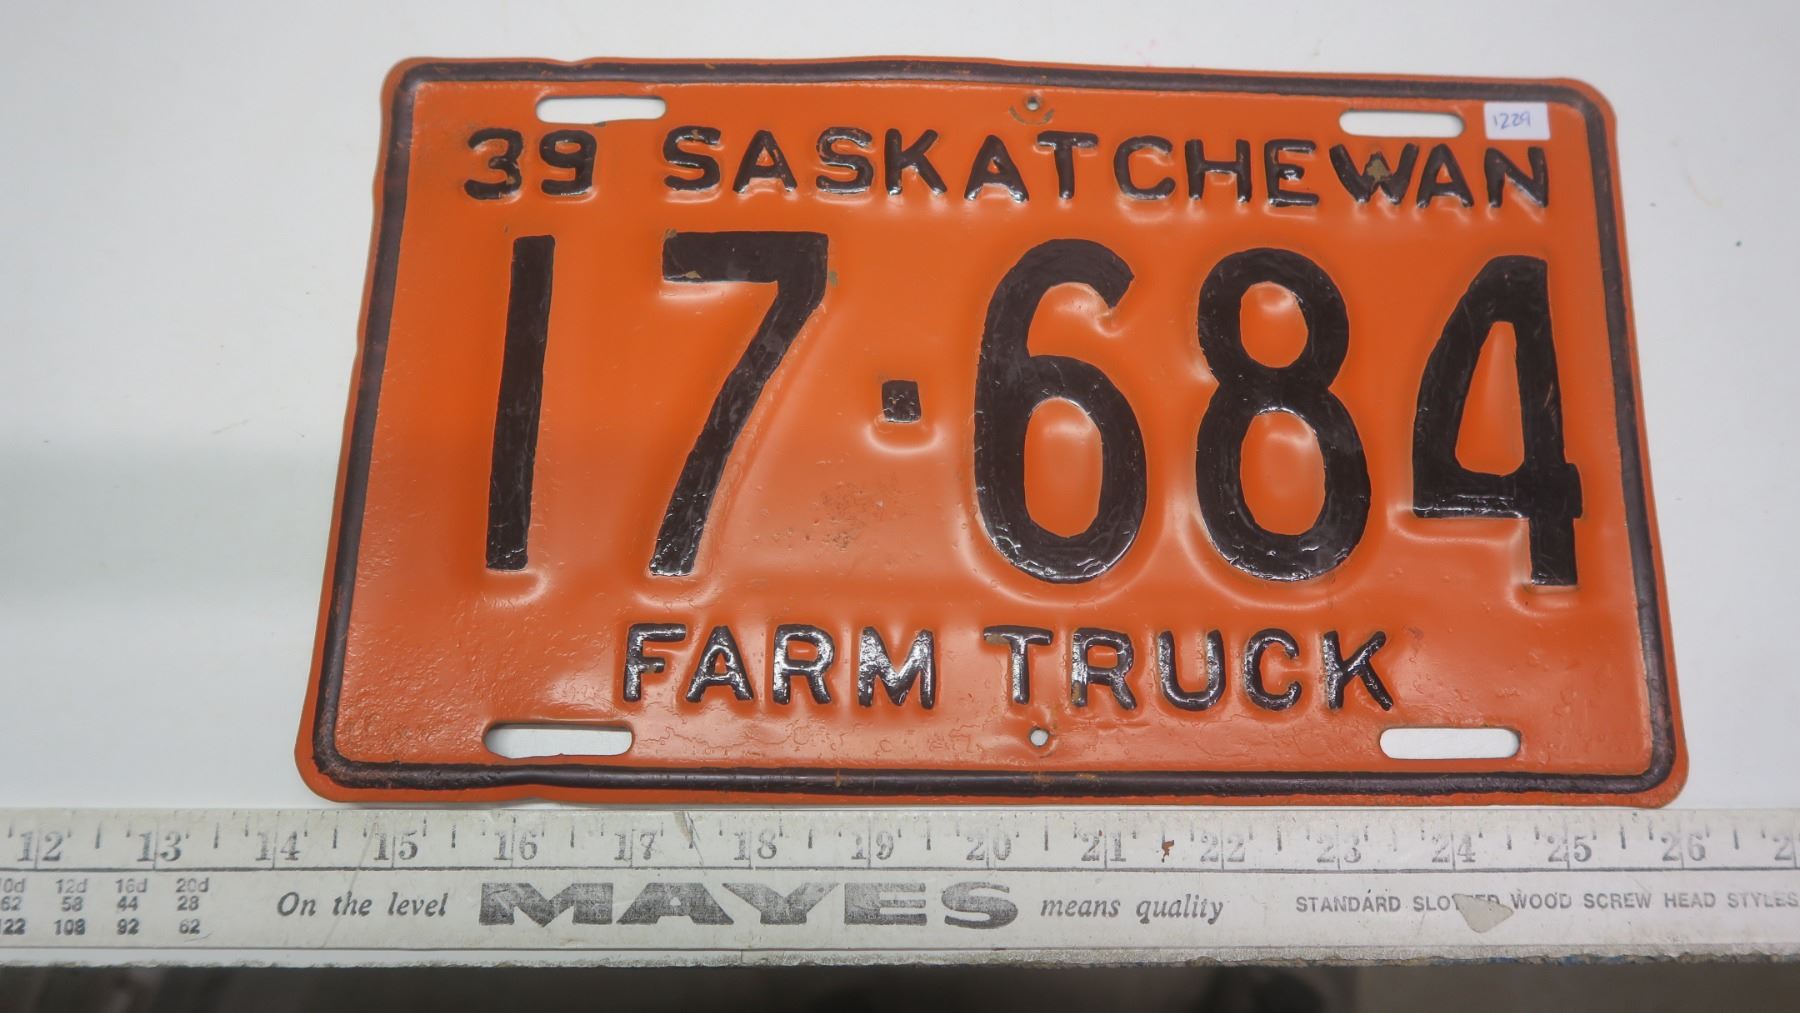 1229
39 SASKATCHEWAN
17·684
FARM TRUCK
12 13 14 15 16 17 18 19 20 21 22 23 24 25 26
12d 16d 20d
62 58 44 28
122 108 92 62
On the level MAYES means quality
STANDARD SLOTTED WOOD SCREW HEAD STYLES